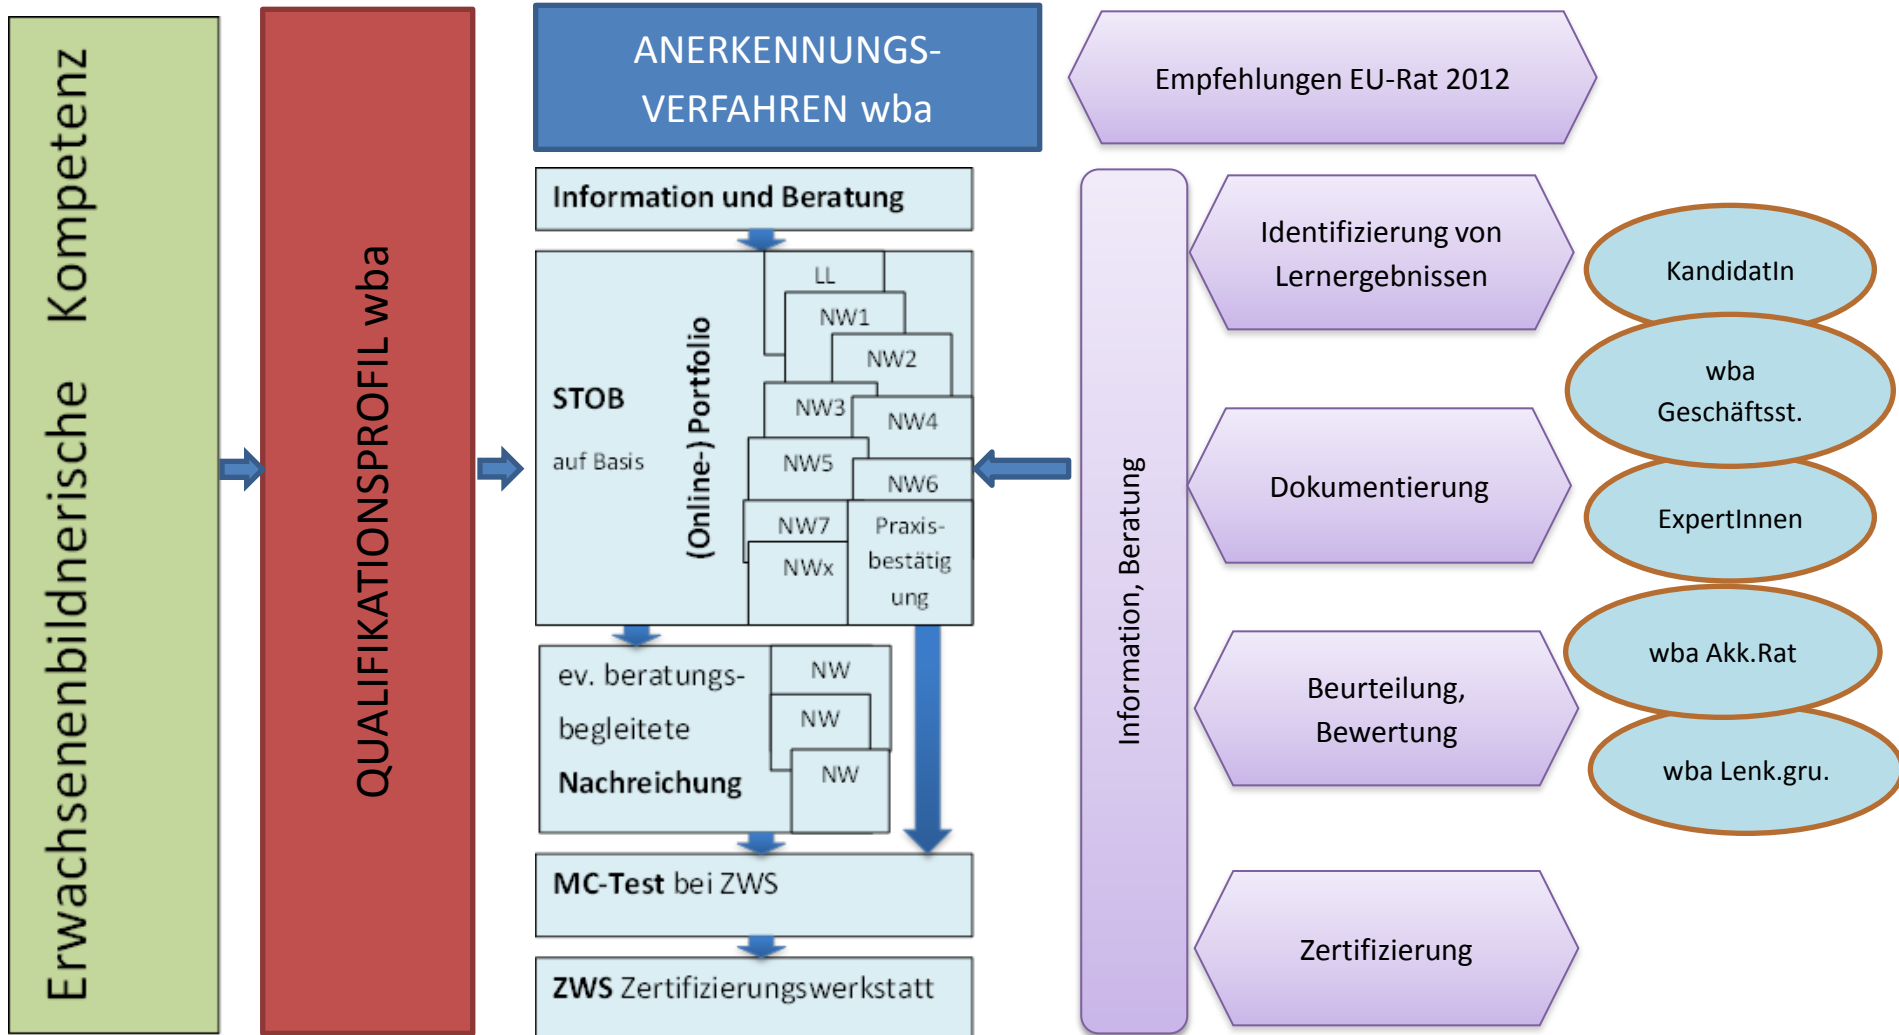 Erwachsenenbildnerische Kompetenz
QUALIFIKATIONSPROFIL wba
ANERKENNUNGS-
VERFAHREN wba
Information und Beratung
STOB
auf Basis
(Online-) Portfolio
LL
NW1
NW2
NW3
NW4
NW5
NW6
NW7
NWx
Praxis-
bestätig
ung
ev. beratungs-
begleitete
Nachreichung
NW
NW
NW
MC-Test bei ZWS
ZWS Zertifizierungswerkstatt
Empfehlungen EU-Rat 2012
Information, Beratung
Identifizierung von
Lernergebnissen
Dokumentierung
Beurteilung,
Bewertung
Zertifizierung
KandidatIn
wba
Geschäftsst.
ExpertInnen
wba Akk.Rat
wba Lenk.gru.